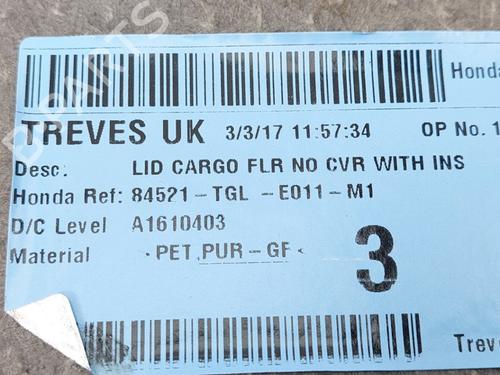 Honda
TREVES UK 3/3/17 11:57:34 OP No. 1
Desc: LID CARGO FLR NO CVR WITH INS
Honda Ref: 84521-TGL -E011-M1
D/C Level A1610403
Material PET,PUR-GF
3
Trev
B-PARTS